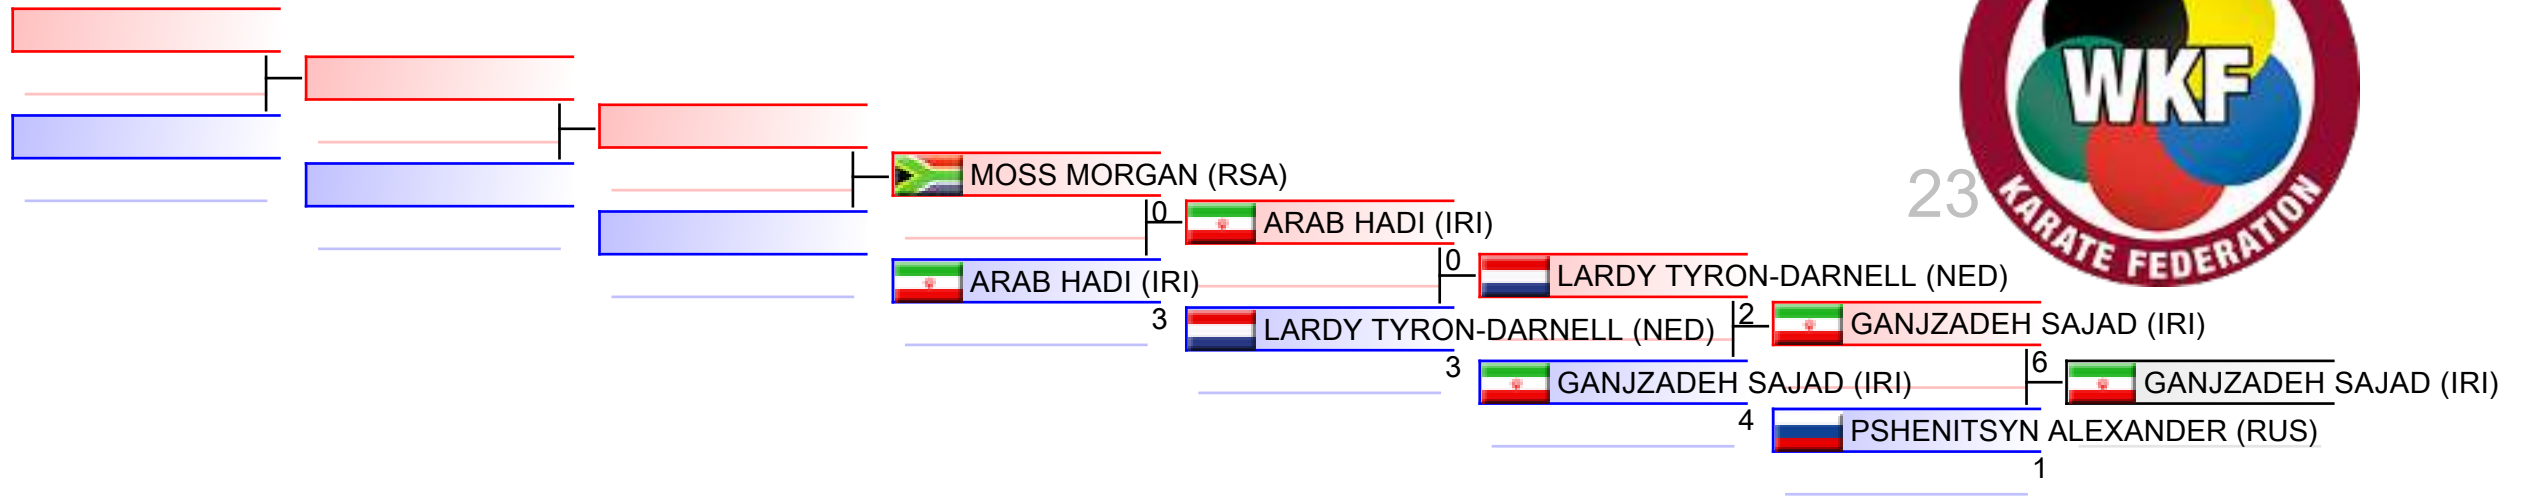 WKF
KARATE FEDERATION
23
MOSS MORGAN (RSA)
0
ARAB HADI (IRI)
3
ARAB HADI (IRI)
0
LARDY TYRON-DARNELL (NED)
3
LARDY TYRON-DARNELL (NED)
2
GANJZADEH SAJAD (IRI)
4
GANJZADEH SAJAD (IRI)
6
PSHENITSYN ALEXANDER (RUS)
1
GANJZADEH SAJAD (IRI)